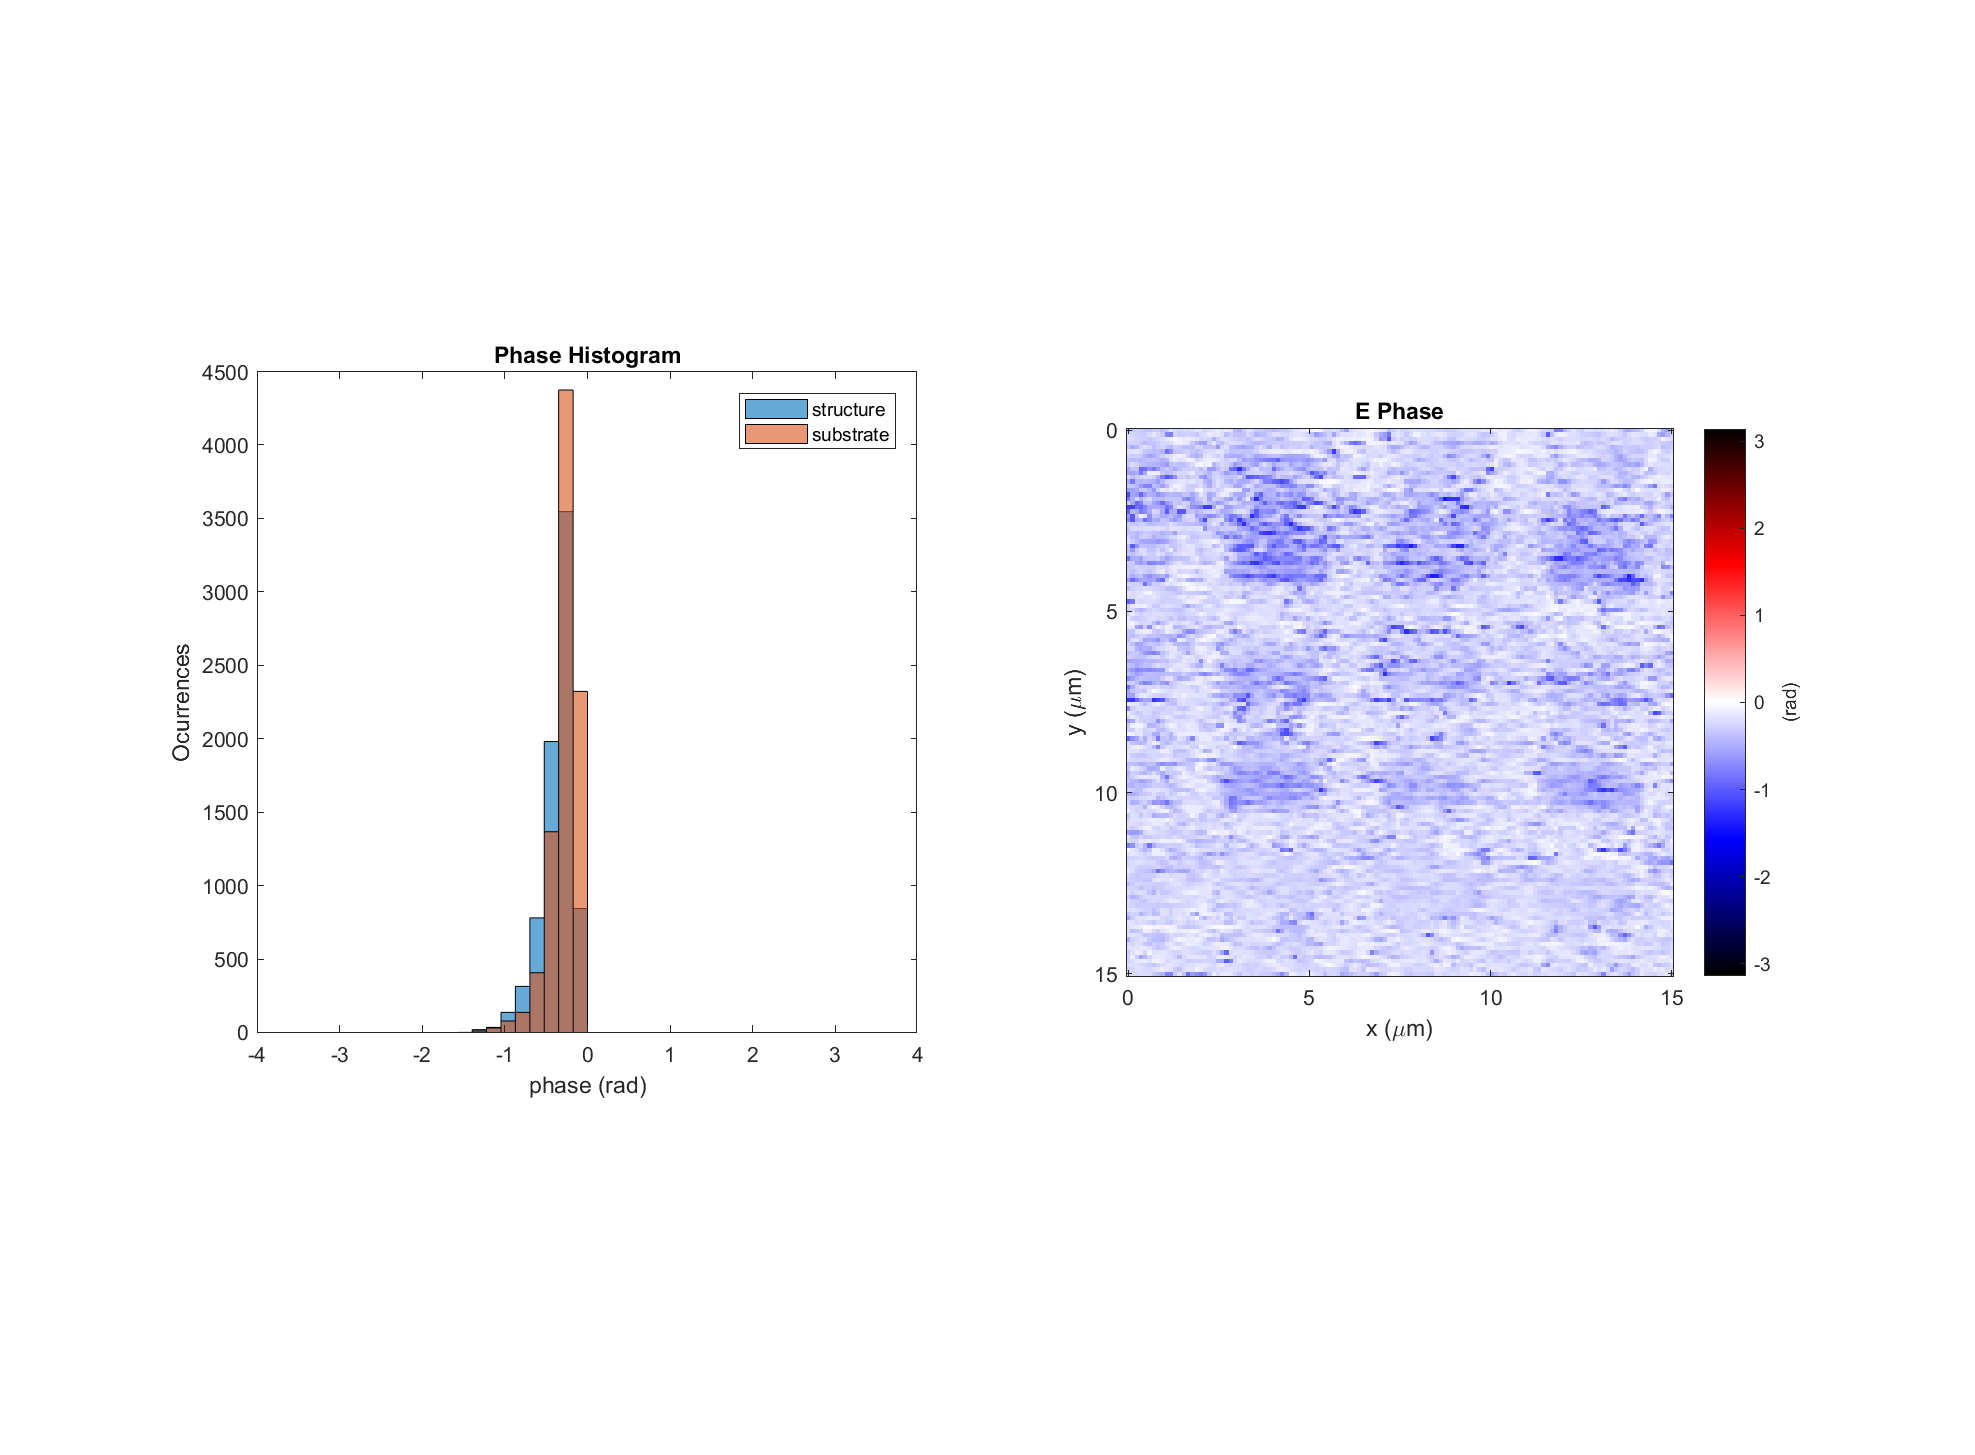 Phase Histogram
4500
4000
3500
3000
2500
2000
1500
1000
500
0
Ocurrences
structure
substrate
-4 -3 -2 -1 0 1 2 3 4
phase (rad)
E Phase
0
5
10
15
y (μm)
0 5 10 15
x (μm)
3
2
1
0
-1
-2
-3
(rad)